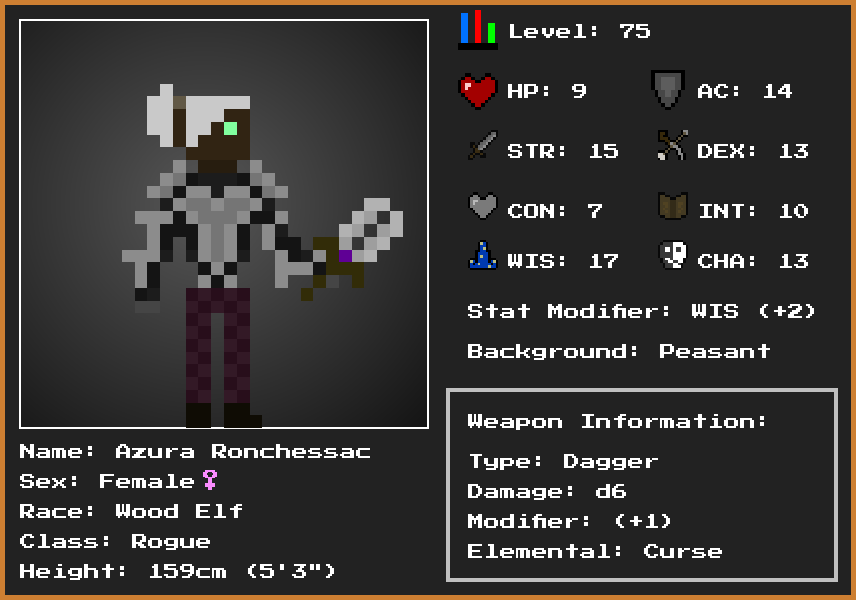 Level: 75
HP: 9
AC: 14
STR: 15
DEX: 13
CON: 7
INT: 10
WIS: 17
CHA: 13
Stat Modifier: WIS (+2)
Background: Peasant
Weapon Information:
Type: Dagger
Damage: d6
Modifier: (+1)
Elemental: Curse
Name: Azura Ronchessac
Sex: Female♀
Race: Wood Elf
Class: Rogue
Height: 159cm (5'3")